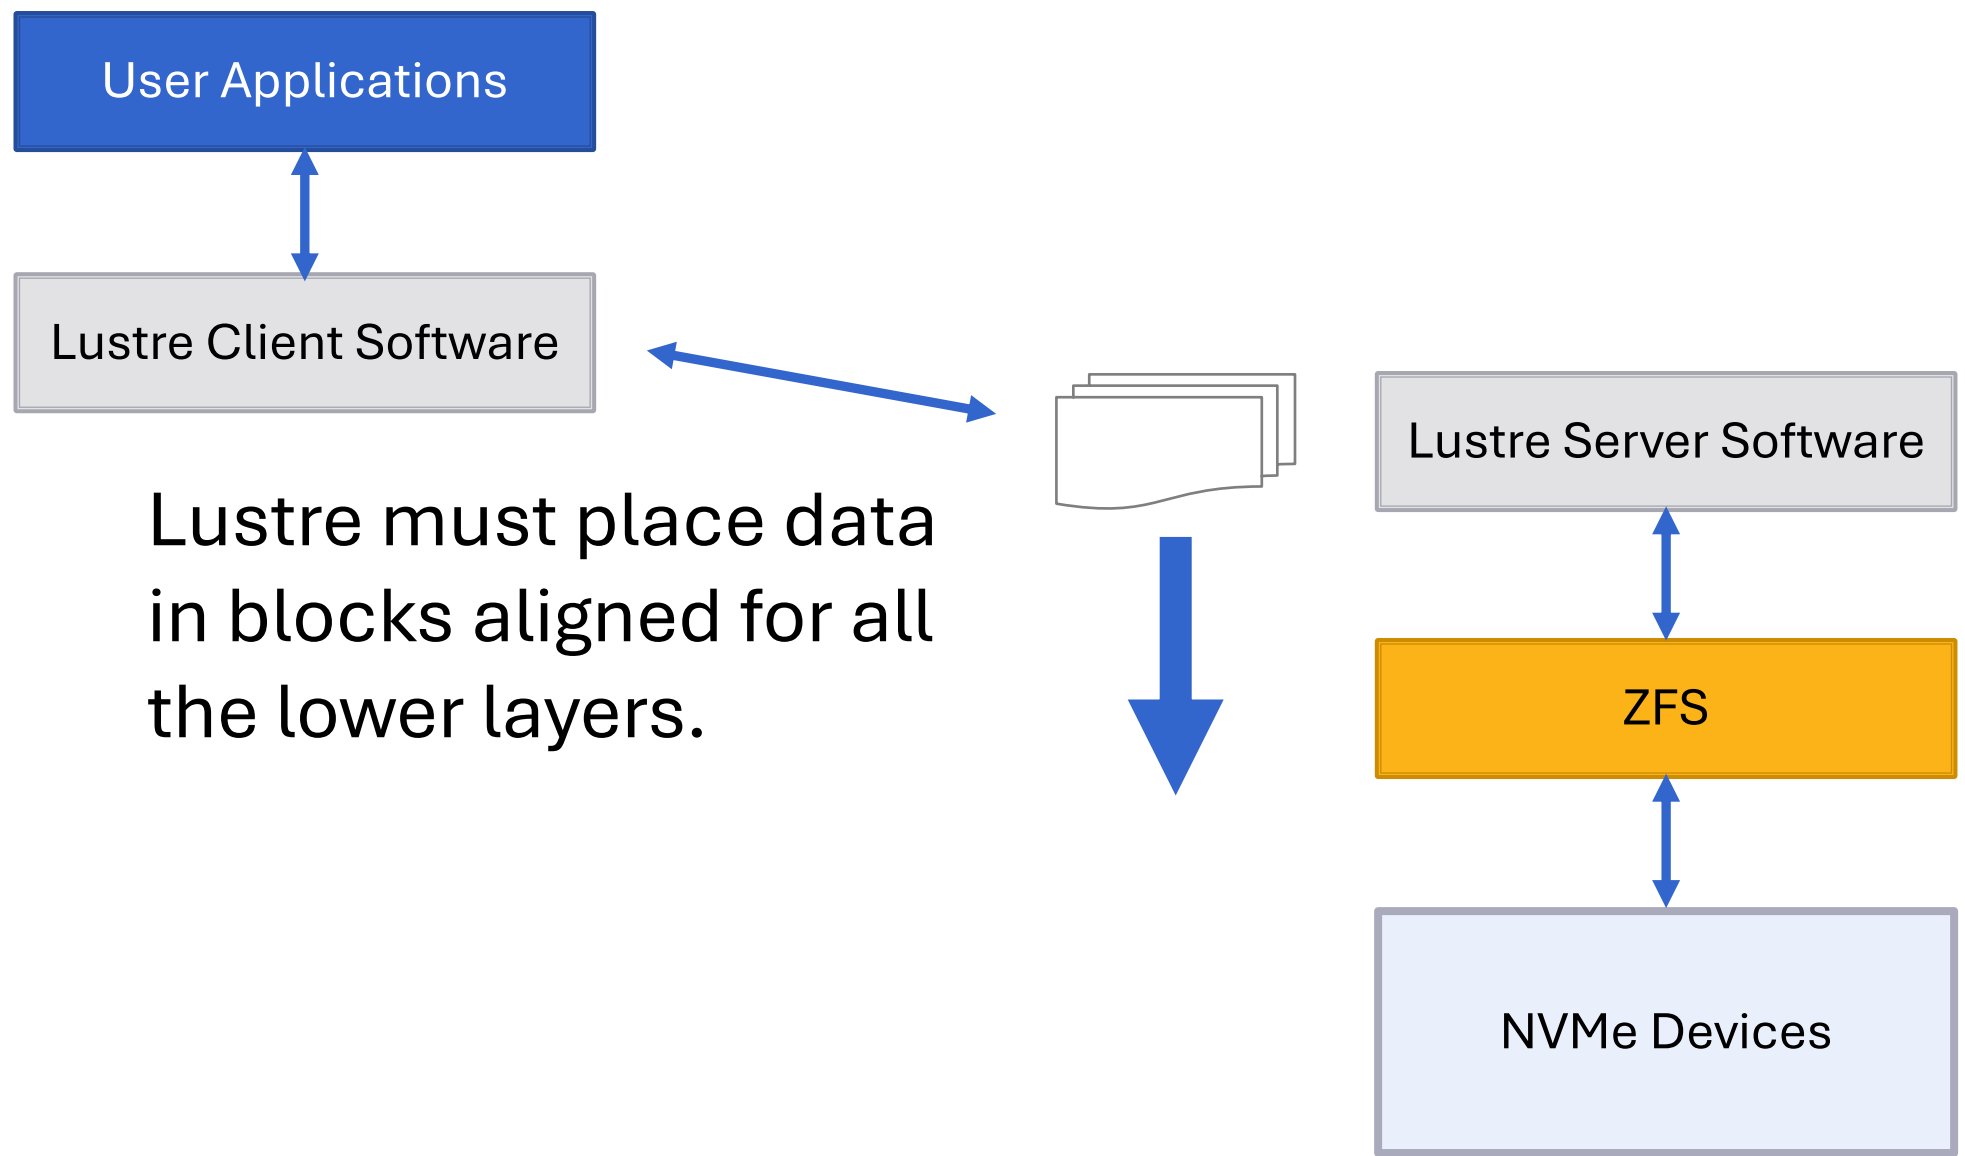 User Applications
Lustre Client Software
Lustre Server Software
Lustre must place data
in blocks aligned for all
the lower layers.
ZFS
NVMe Devices